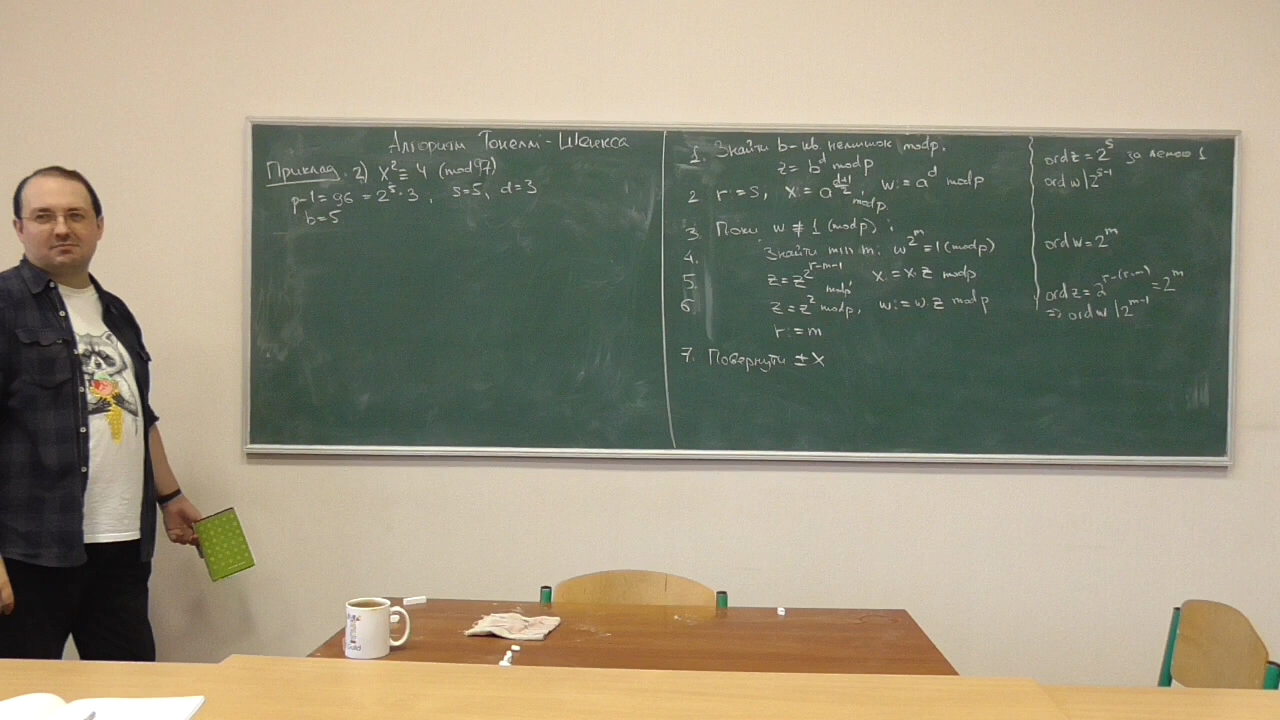 Алгоритм Тонеллі-Шенкса
Приклад. 2) x² ≡ 4 (mod 97)
p-1 = 96 = 2⁵·3, s=5, d=3
b=5
1. Знайти b – кв. нелишок mod p.
z = b^d mod p
2. r := s, x := a^((d+1)/2) mod p, w := a^d mod p
3. Поки w ≢ 1 (mod p):
4. Знайти min m: w^(2^m) = 1 (mod p)
5. z = z^(2^(r-m-1)) mod p, x := x·z mod p
6. z = z² mod p, w := w·z mod p
r := m
7. Повернути ± x
ord z = 2^s за лемою 1
ord w | 2^(s-1)
ord w = 2^m
ord z = 2^(r-(r-m)) = 2^m
⇒ ord w | 2^(m-1)